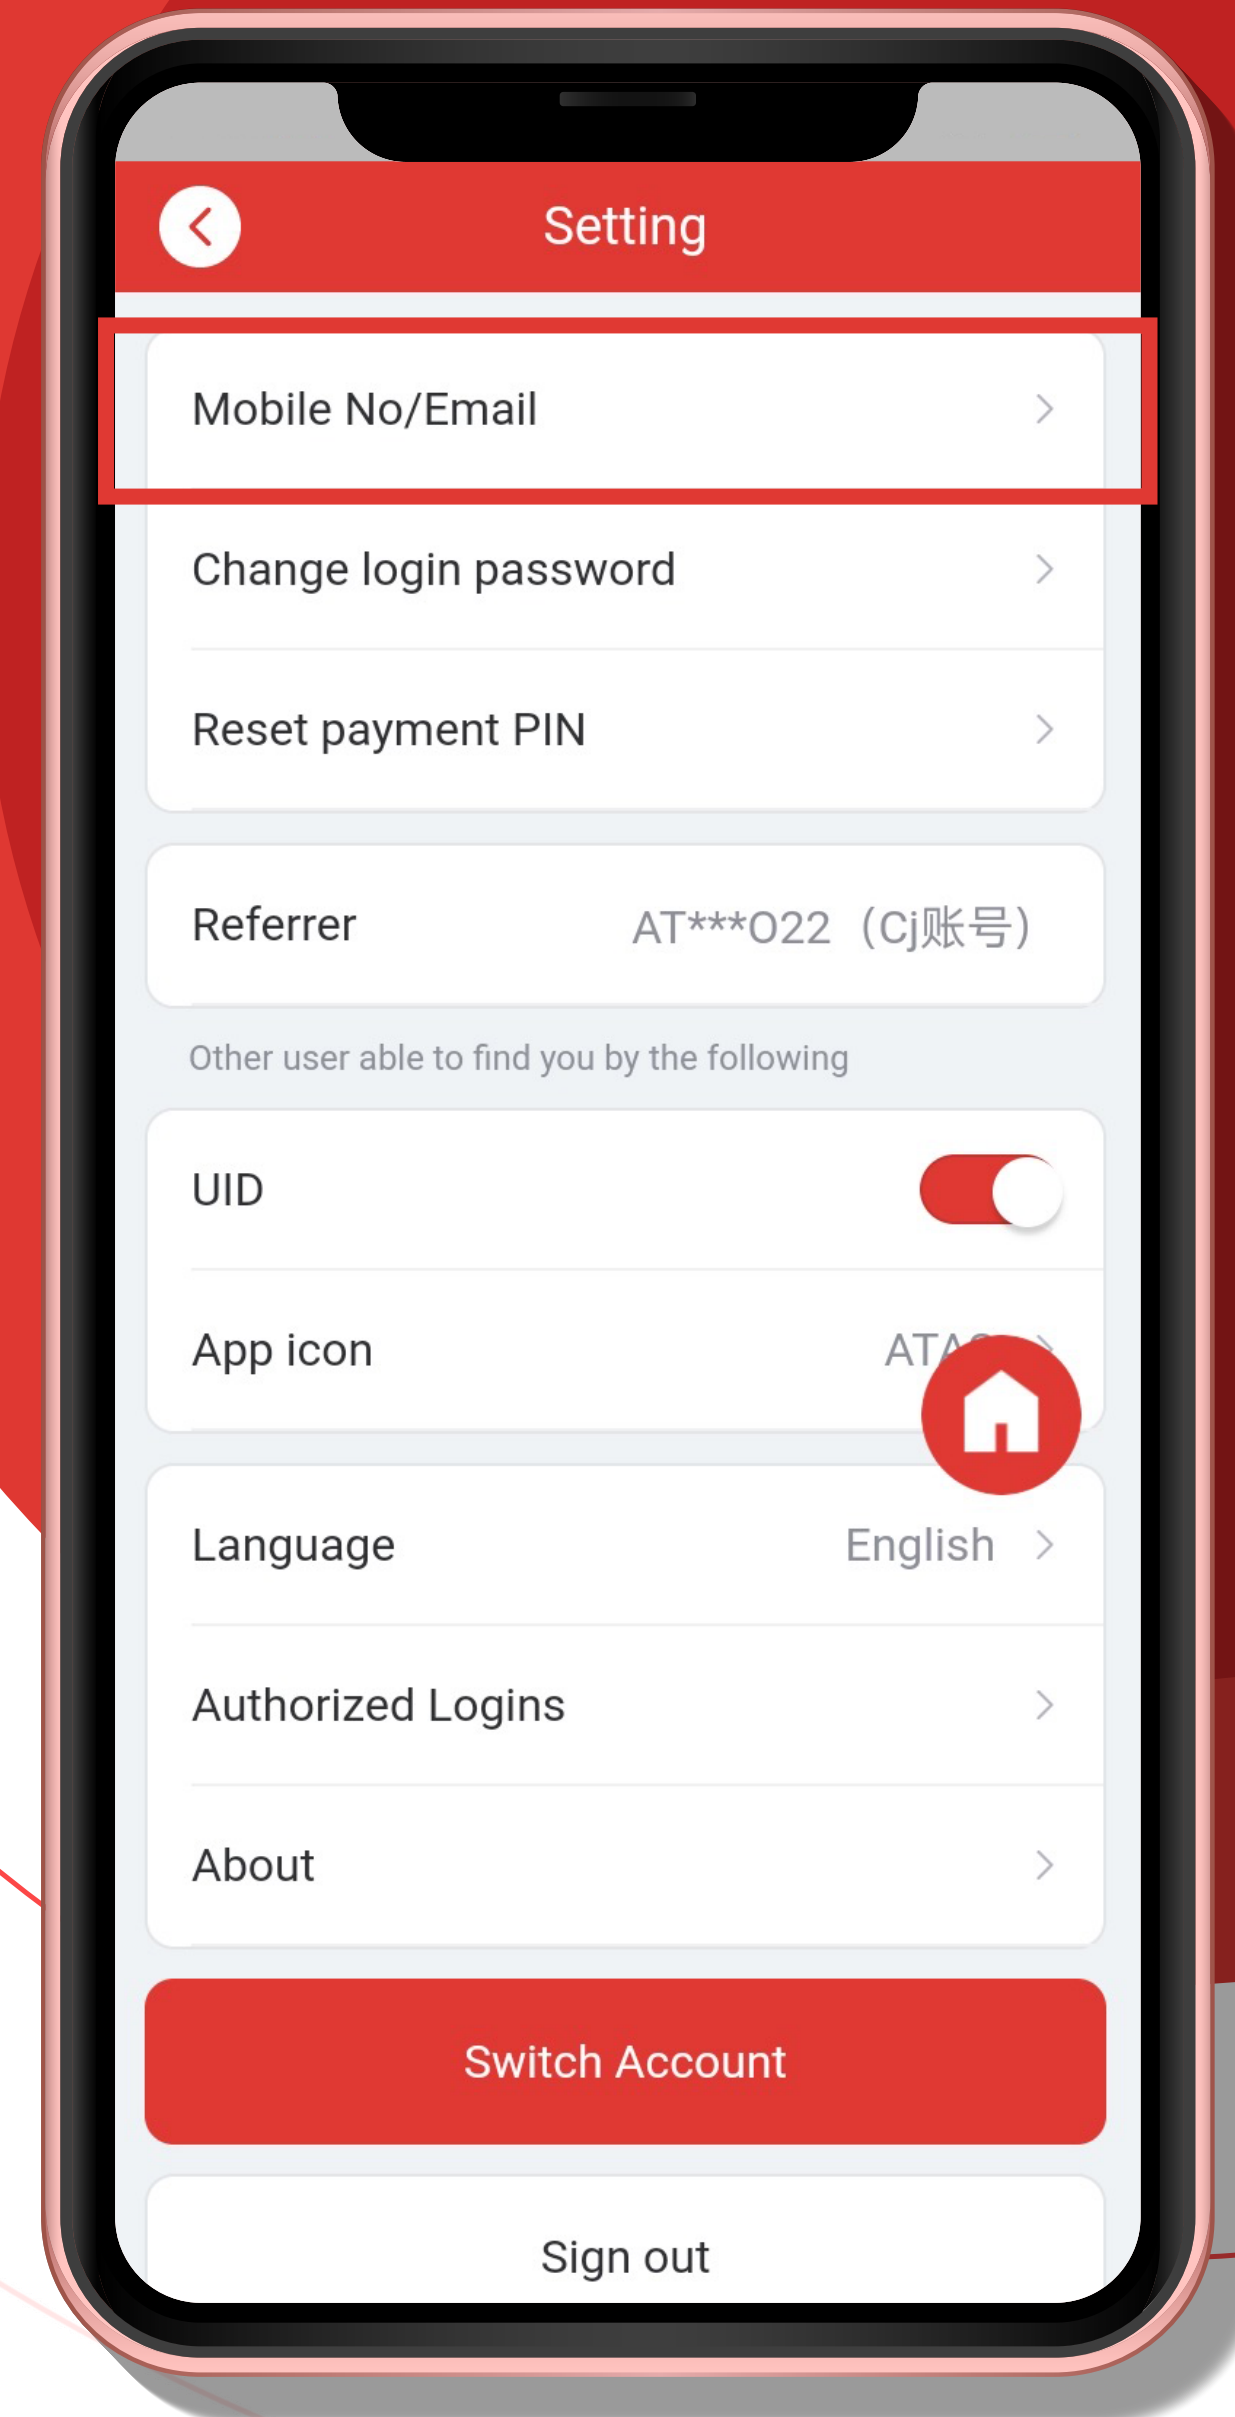 Setting
Mobile No/Email
Change login password
Reset payment PIN
Referrer AT***O22（Cj账号）
Other user able to find you by the following
UID
App icon
Language English
Authorized Logins
About
Switch Account
Sign out